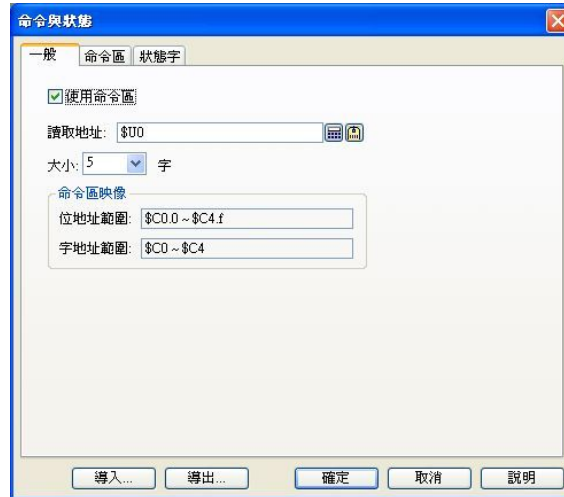 命令與狀態
一般 命令區 狀態字
使用命令區
讀取地址: $U0
大小: 5 字
命令區映像
位地址範圍: $C0.0 ~ $C4.f
字地址範圍: $C0 ~ $C4
導入... 導出... 確定 取消 說明